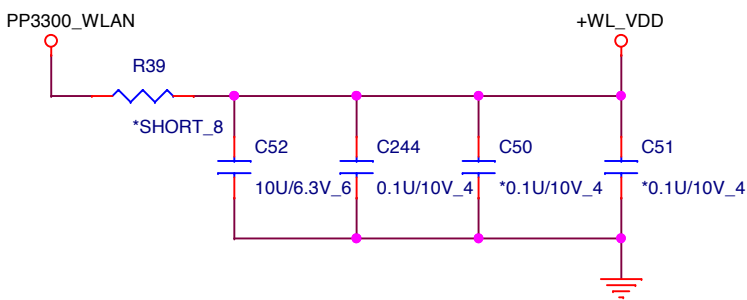 PP3300_WLAN
+WL_VDD
R39
*SHORT_8
C52
C244
C50
C51
10U/6.3V_6
0.1U/10V_4
*0.1U/10V_4
*0.1U/10V_4